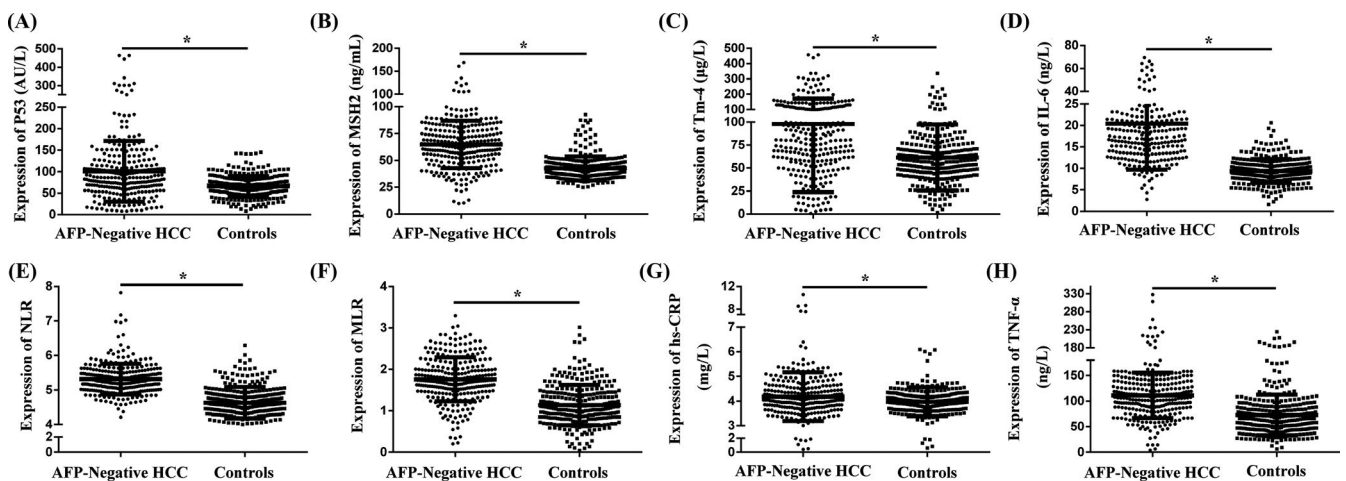 (A)
Expression of P53 (AU/L)
500
450
400
350
300
250
200
150
100
50
0
*
AFP-Negative HCC
Controls
(B)
Expression of MSH2 (ng/mL)
200
150
100
100
75
50
25
0
*
AFP-Negative HCC
Controls
(C)
Expression of Tm-4 (μg/L)
500
400
300
200
100
100
75
50
25
0
*
AFP-Negative HCC
Controls
(D)
Expression of IL-6 (ng/L)
80
60
40
25
20
15
10
5
0
*
AFP-Negative HCC
Controls
(E)
Expression of NLR
8
7
6
5
4
2
0
*
AFP-Negative HCC
Controls
(F)
Expression of MLR
4
3
2
1
0
*
AFP-Negative HCC
Controls
(G)
Expression of hs-CRP
(mg/L)
12
10
8
7
6
5
4
3
2
0
*
AFP-Negative HCC
Controls
(H)
Expression of TNF-α
(ng/L)
330
280
230
180
150
100
50
0
*
AFP-Negative HCC
Controls